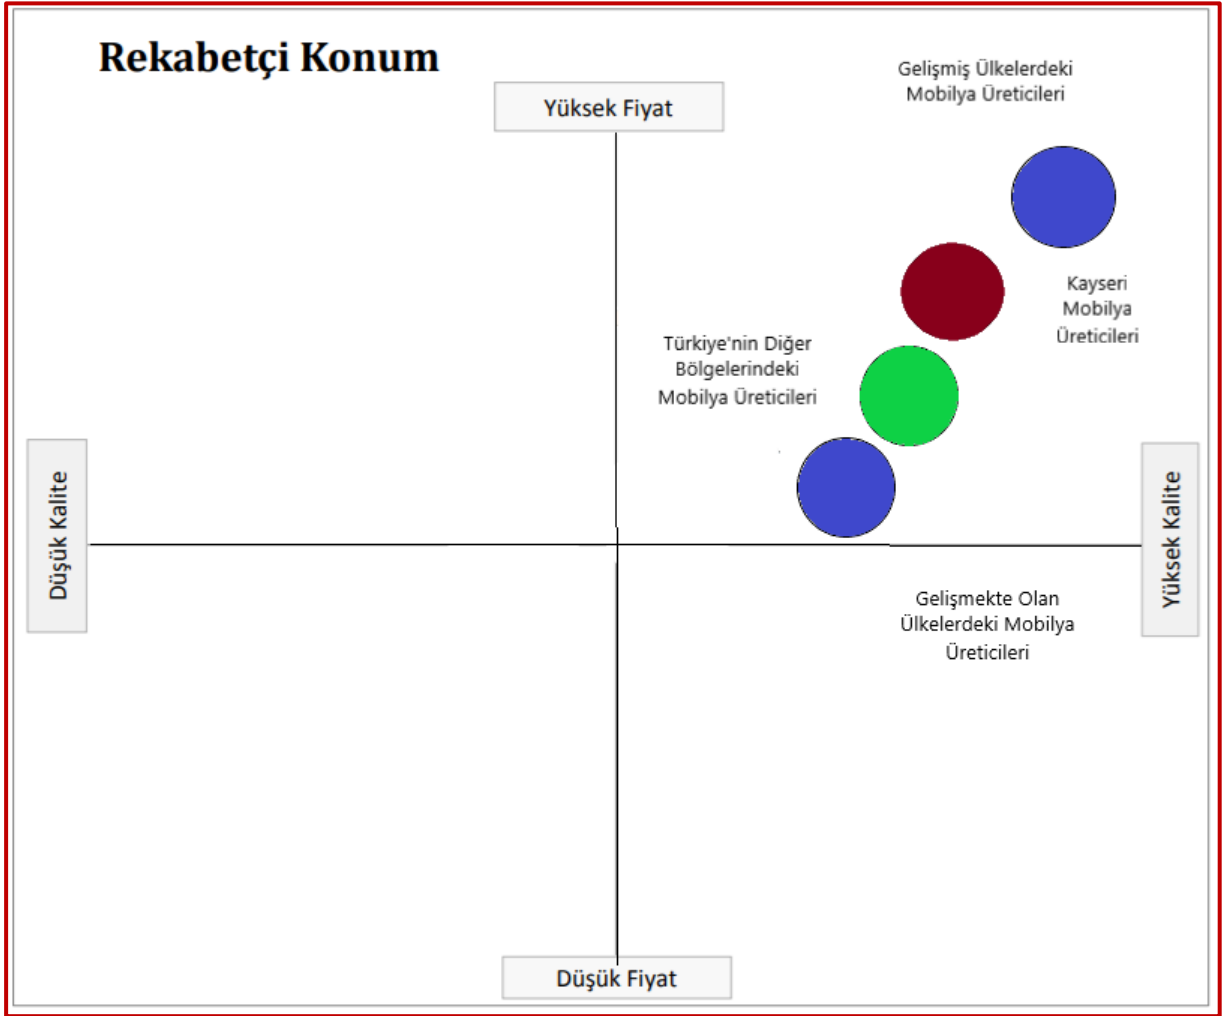 Rekabetçi Konum
Gelişmiş Ülkelerdeki
Mobilya Üreticileri
Yüksek Fiyat
Kayseri
Mobilya
Üreticileri
Türkiye'nin Diğer
Bölgelerindeki
Mobilya Üreticileri
Düşük Kalite
Yüksek Kalite
Gelişmekte Olan
Ülkelerdeki Mobilya
Üreticileri
Düşük Fiyat